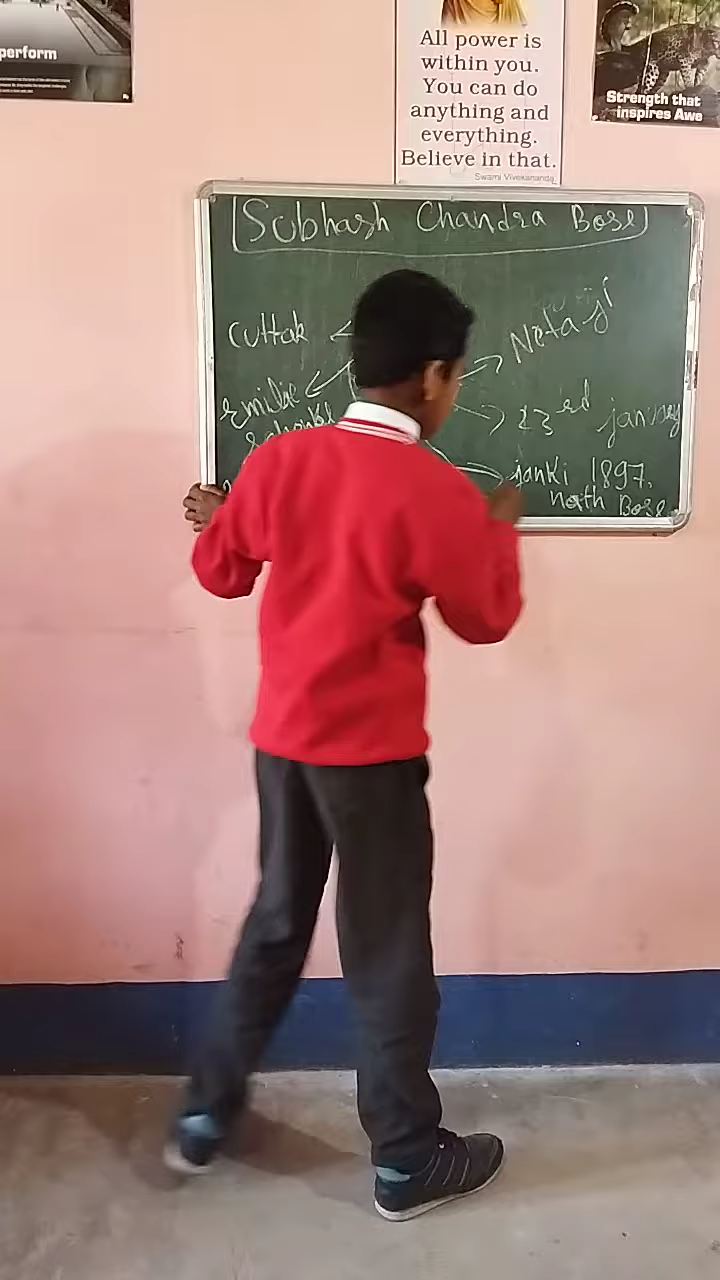 perform
All power is
within you.
You can do
anything and
everything.
Believe in that.
Swami Vivekananda
Strength that
inspires Awe
Subhash Chandra Bose
Cuttak
Netaji
Emilie
23rd january
1897.
janki
nath Bose